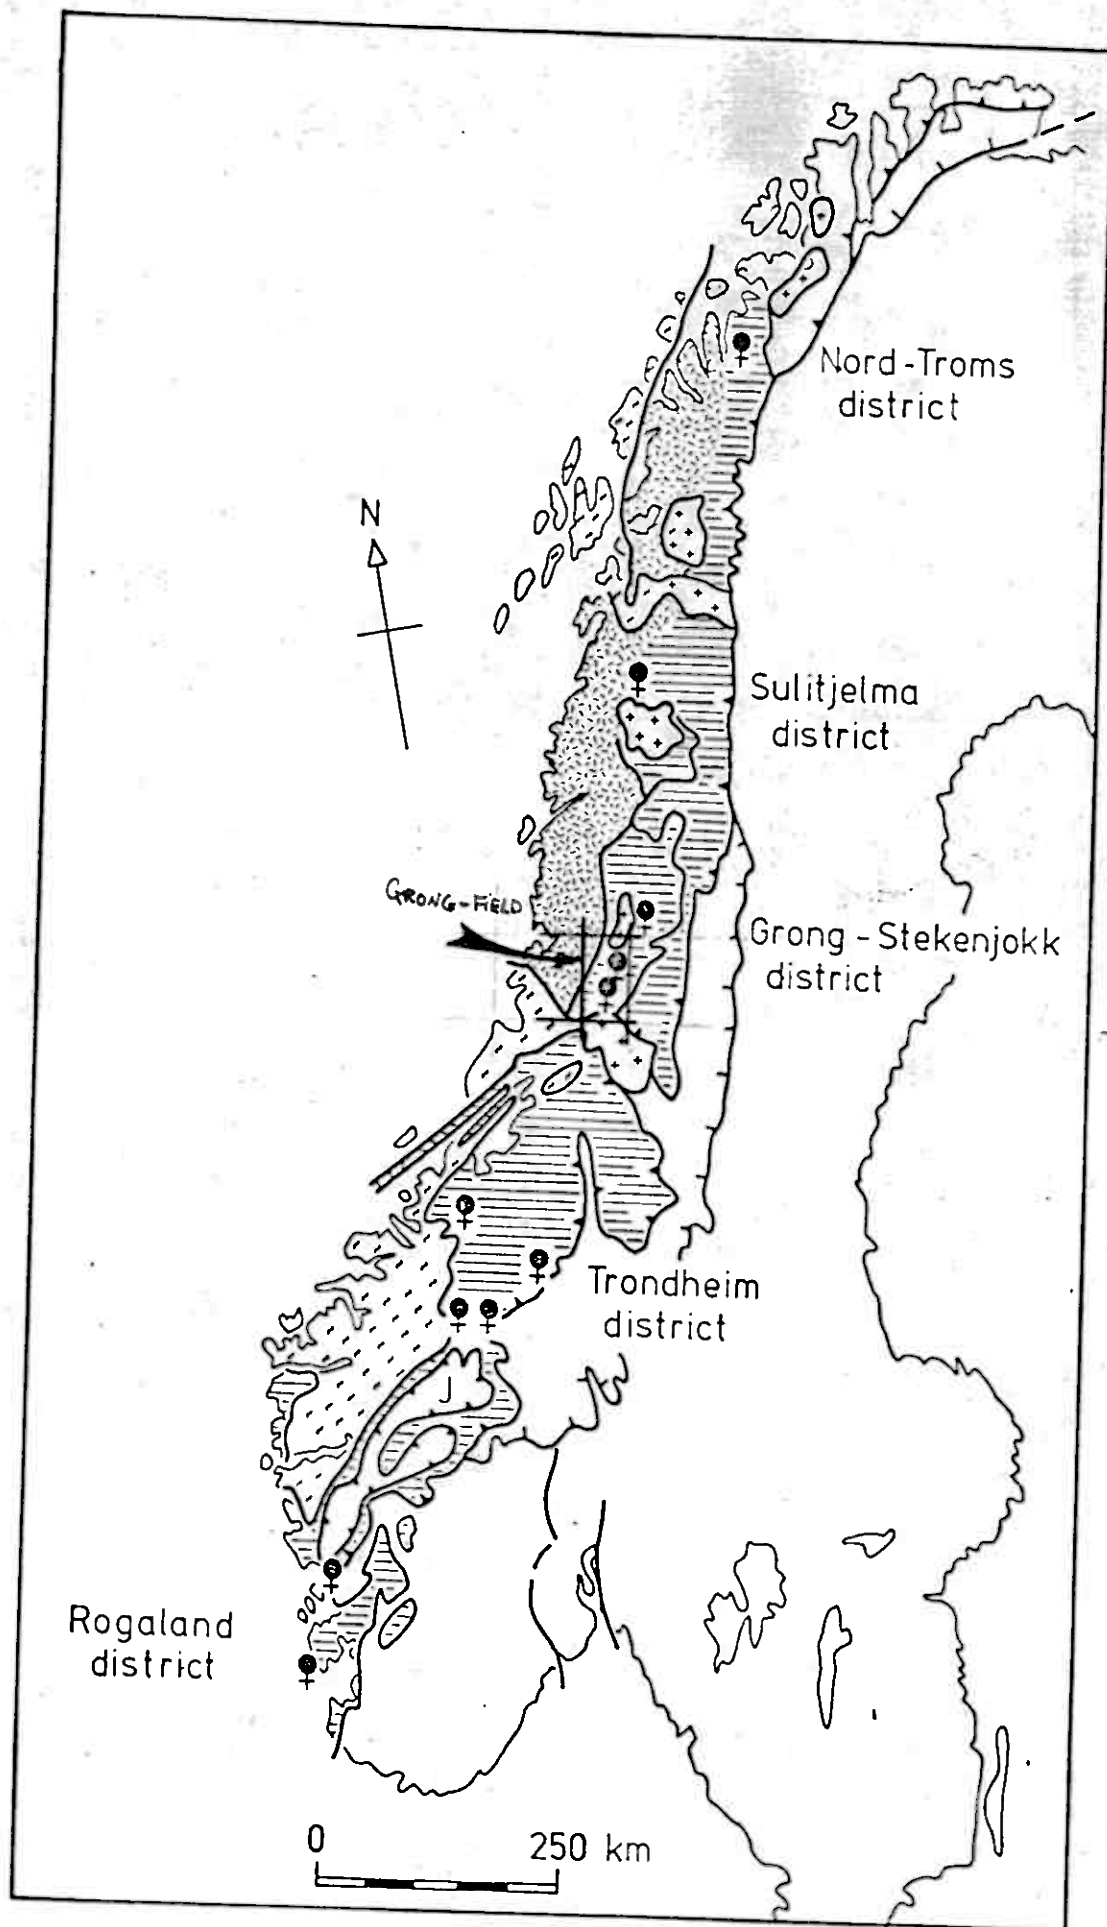 Nord-Troms
district
N
Sulitjelma
district
GRONG-FIELD
Grong-Stekenjokk
district
Trondheim
district
Rogaland
district
0 250 km